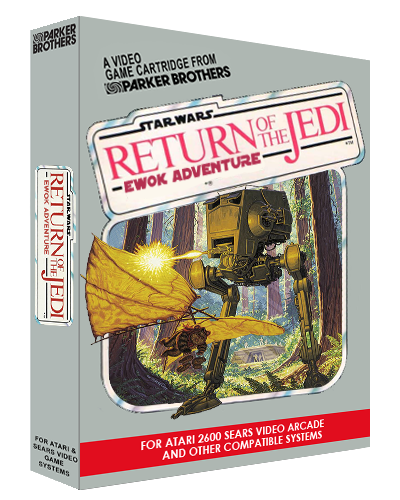 PARKER
BROTHERS
A VIDEO
GAME CARTRIDGE FROM
PARKER BROTHERS
STAR WARS
RETURN OF THE JEDI
EWOK ADVENTURE
™
®
STAR WARS
RETURN OF THE JEDI
EWOK ADVENTURE
FOR ATARI 2600 SEARS VIDEO ARCADE
AND OTHER COMPATIBLE SYSTEMS
FOR ATARI &
SEARS VIDEO
GAME
SYSTEMS